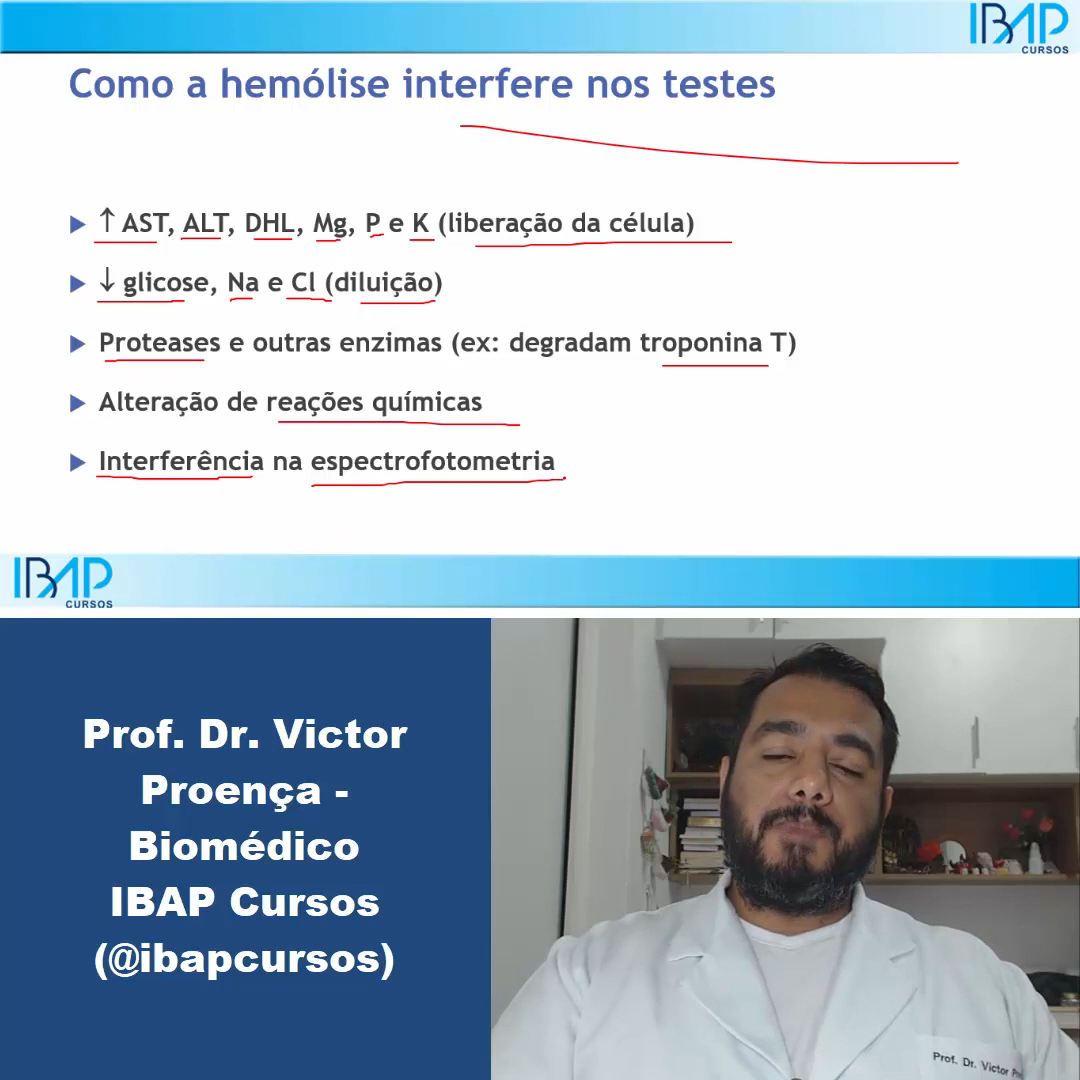 IBAP
CURSOS
Como a hemólise interfere nos testes
↑ AST, ALT, DHL, Mg, P e K (liberação da célula)
↓ glicose, Na e Cl (diluição)
Proteases e outras enzimas (ex: degradam troponina T)
Alteração de reações químicas
Interferência na espectrofotometria
IBAP
CURSOS
Prof. Dr. Victor
Proença -
Biomédico
IBAP Cursos
(@ibapcursos)
Prof. Dr. Victor